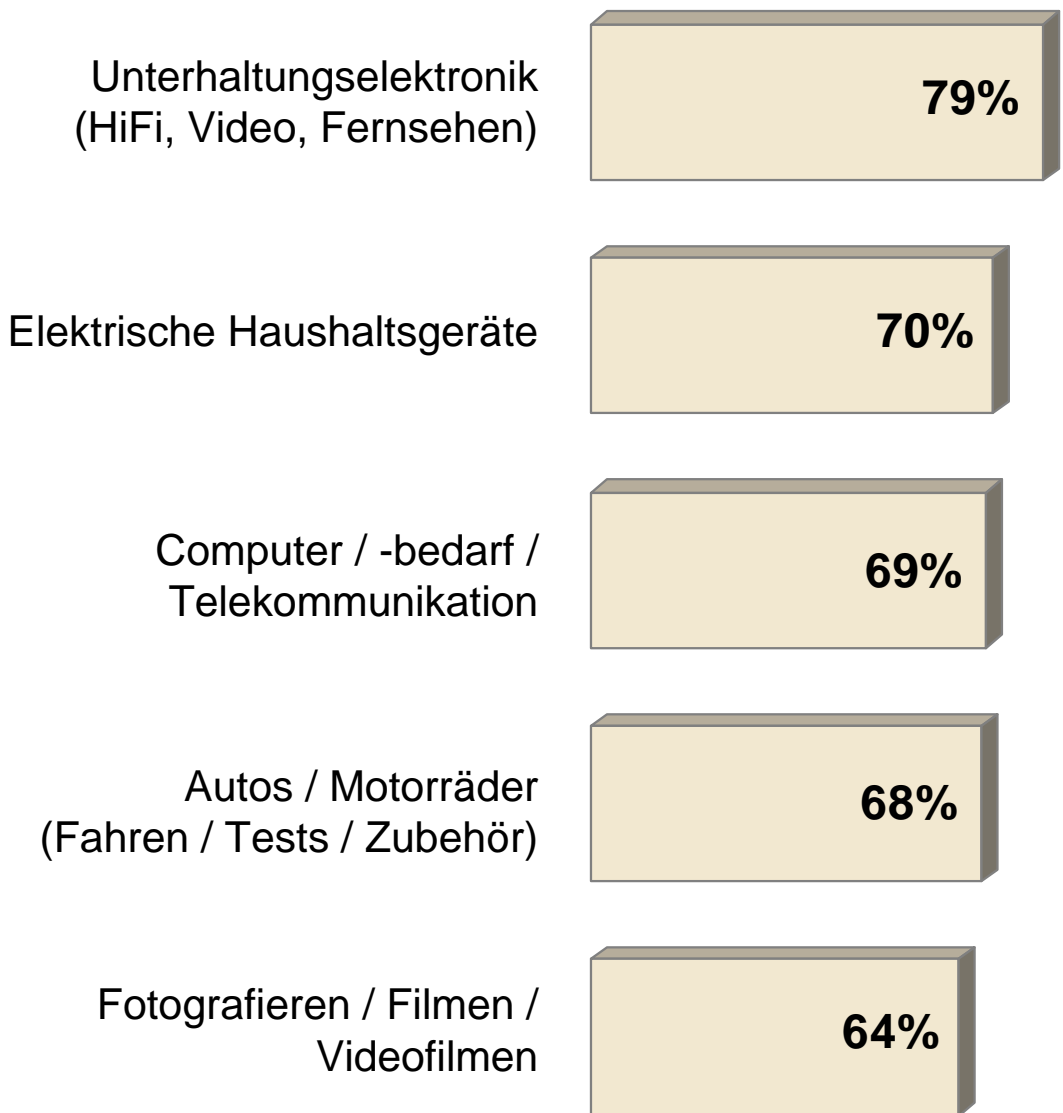 Unterhaltungselektronik
(HiFi, Video, Fernsehen)
79%
Elektrische Haushaltsgeräte
70%
Computer / -bedarf /
Telekommunikation
69%
Autos / Motorräder
(Fahren / Tests / Zubehör)
68%
Fotografieren / Filmen /
Videofilmen
64%